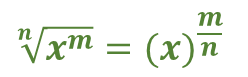 ⁿ√xᵐ = (x)^(m/n)